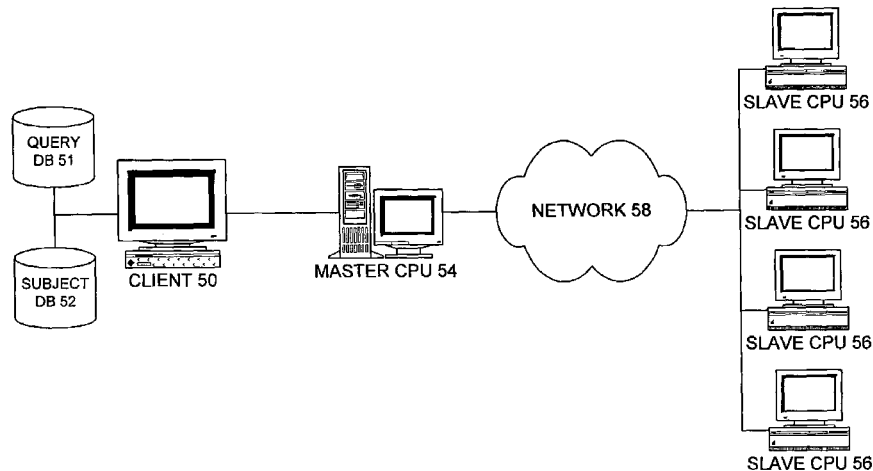 QUERY
DB 51
SUBJECT
DB 52
CLIENT 50
MASTER CPU 54
NETWORK 58
SLAVE CPU 56
SLAVE CPU 56
SLAVE CPU 56
SLAVE CPU 56